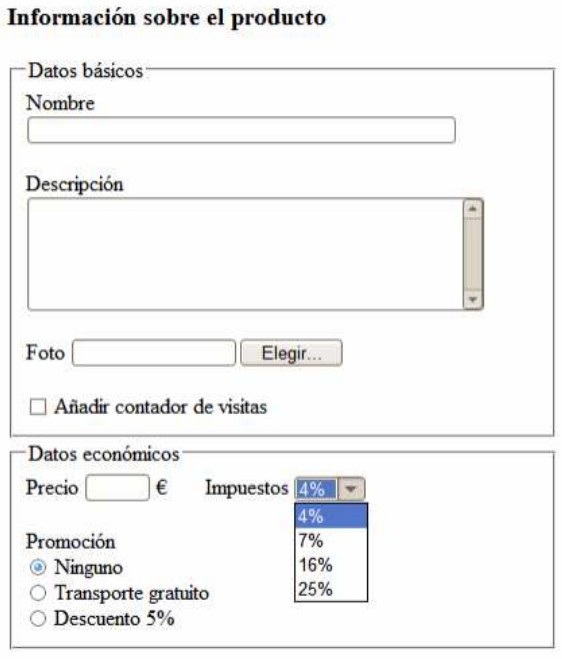 Información sobre el producto
Datos básicos
Nombre
Descripción
Foto Elegir...
Añadir contador de visitas
Datos económicos
Precio € Impuestos 4%
4%
7%
16%
25%
Promoción
Ninguno
Transporte gratuito
Descuento 5%